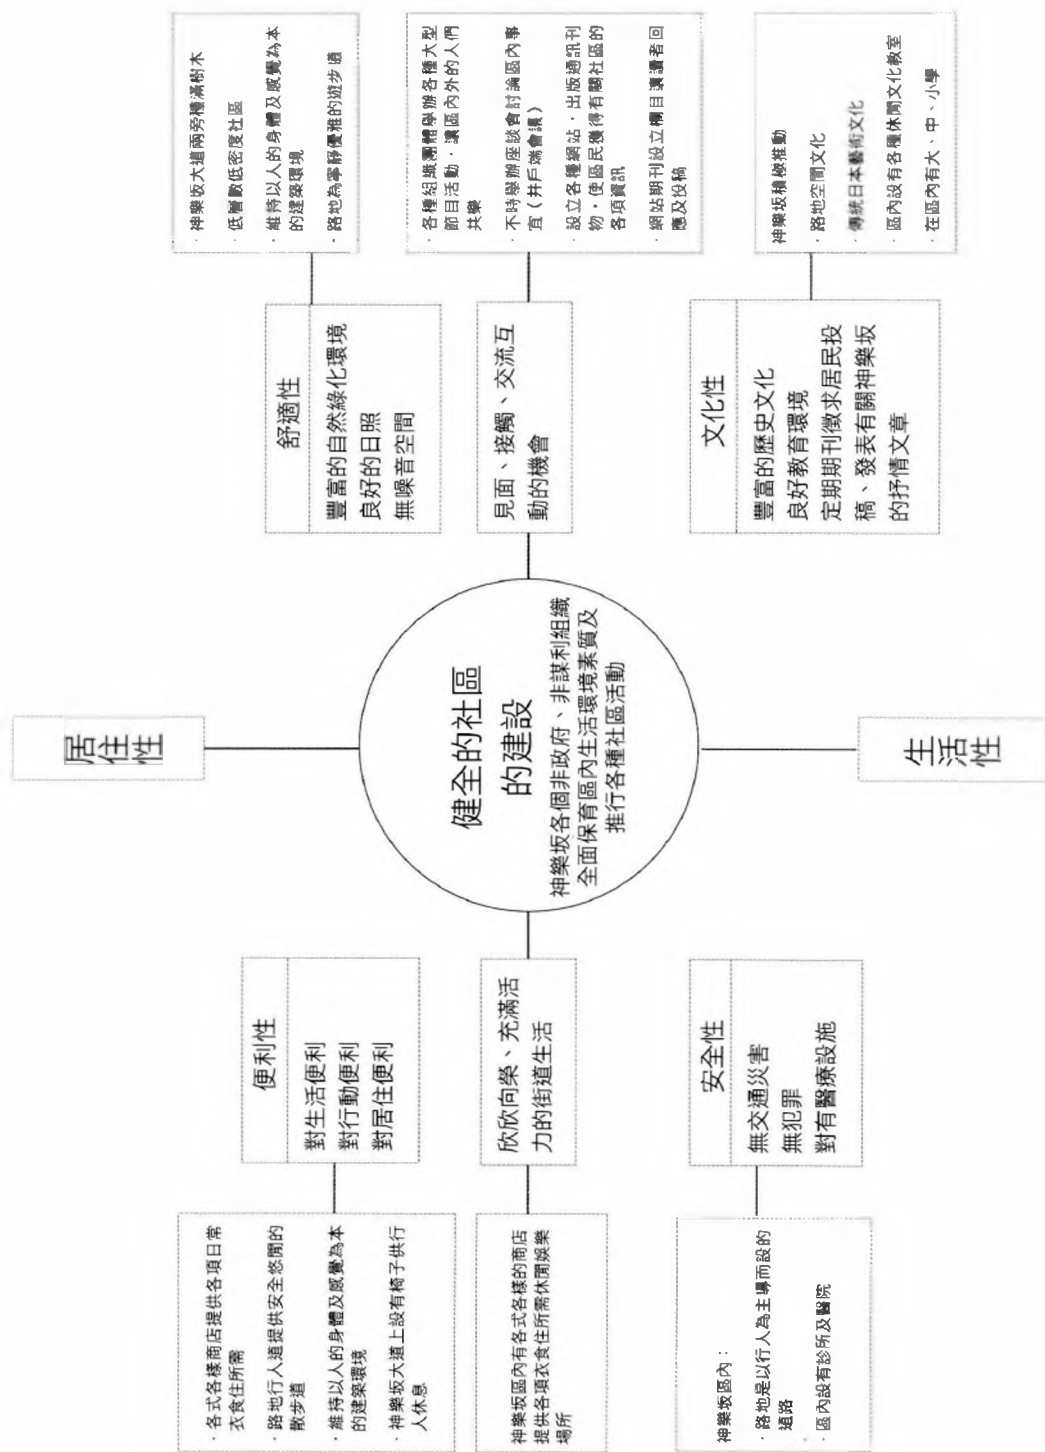 居住
性
· 各式各樣商店提供各項日常
衣食住所需
· 路地行人道提供安全悠閒的
散步道
· 維持以人的身體及感覺為本
的建築環境
· 神樂坂大道上設有椅子供行
人休息
便利性
對生活便利
對行動便利
對居住便利
舒適性
豐富的自然綠化環境
良好的日照
無噪音空間
· 神樂坂大道兩旁種滿樹木
· 低層數低密度社區
· 維持以人的身體及感覺為本
的建築環境
· 路地為寧靜優雅的遊步道
神樂坂區內有各式各樣的商店
提供各項衣食住所需休閒娛樂
場所
欣欣向榮、充滿活
力的街道生活
健全的社區
的建設
神樂坂各個非政府、非謀利組織
全面保育區內生活環境素質及
推行各種社區活動
見面、接觸、交流互
動的機會
· 各種組織團體舉辦各種大型
節目活動，讓區內外的人們
共樂
· 不時舉辦座談會討論區內事
宜（井戶端會議）
· 設立各種網站，出版通訊刊
物，使區民獲得有關社區的
各項資訊
· 網站期刊設立欄目讓讀者回
應及投稿
神樂坂區內：
· 路地是以行人為主導而設的
道路
· 區內設有診所及醫院
安全性
無交通災害
無犯罪
對有醫療設施
文化性
豐富的歷史文化
良好教育環境
定期期刊徵求居民投
稿、發表有關神樂坂
的抒情文章
神樂坂積極推動
· 路地空間文化
· 傳統日本藝術文化
· 區內設有各種休閒文化教室
· 在區內有大、中、小學
生活
性